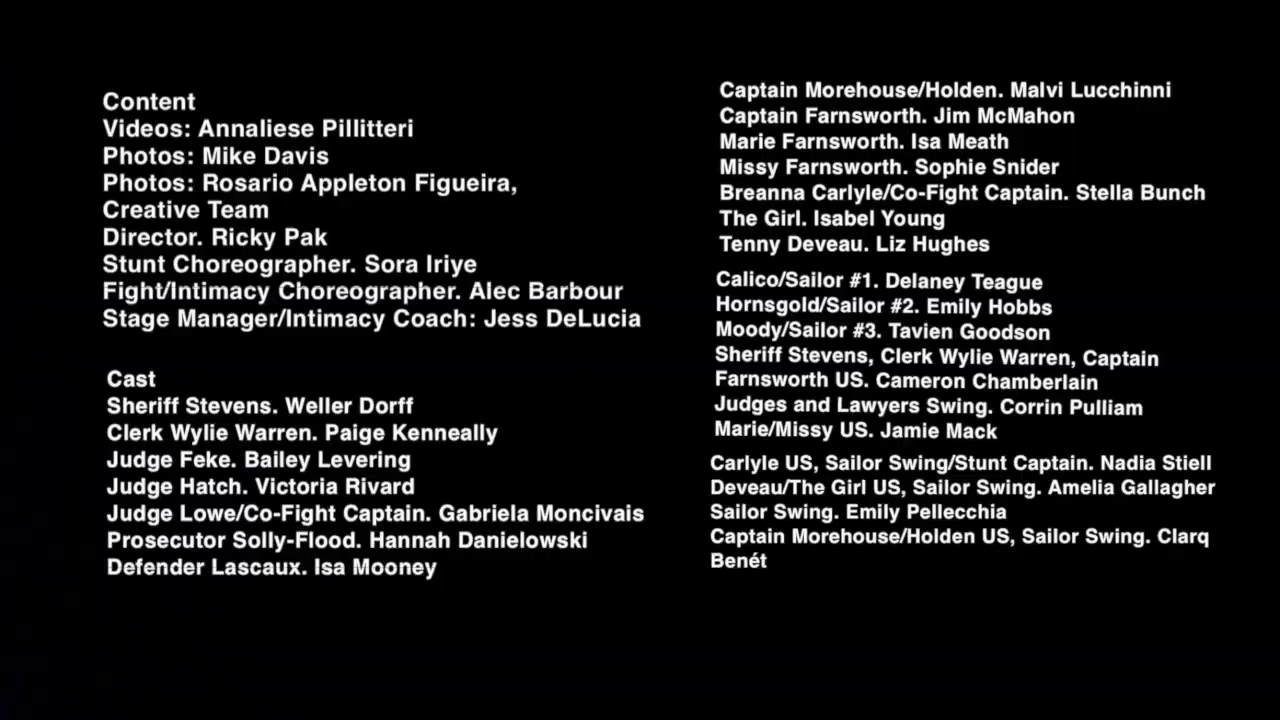 Content
Videos: Annaliese Pillitteri
Photos: Mike Davis
Photos: Rosario Appleton Figueira,
Creative Team
Director. Ricky Pak
Stunt Choreographer. Sora Iriye
Fight/Intimacy Choreographer. Alec Barbour
Stage Manager/Intimacy Coach: Jess DeLucia
Cast
Sheriff Stevens. Weller Dorff
Clerk Wylie Warren. Paige Kenneally
Judge Feke. Bailey Levering
Judge Hatch. Victoria Rivard
Judge Lowe/Co-Fight Captain. Gabriela Moncivais
Prosecutor Solly-Flood. Hannah Danielowski
Defender Lascaux. Isa Mooney
Captain Morehouse/Holden. Malvi Lucchinni
Captain Farnsworth. Jim McMahon
Marie Farnsworth. Isa Meath
Missy Farnsworth. Sophie Snider
Breanna Carlyle/Co-Fight Captain. Stella Bunch
The Girl. Isabel Young
Tenny Deveau. Liz Hughes
Calico/Sailor #1. Delaney Teague
Hornsgold/Sailor #2. Emily Hobbs
Moody/Sailor #3. Tavien Goodson
Sheriff Stevens, Clerk Wylie Warren, Captain
Farnsworth US. Cameron Chamberlain
Judges and Lawyers Swing. Corrin Pulliam
Marie/Missy US. Jamie Mack
Carlyle US, Sailor Swing/Stunt Captain. Nadia Stiell
Deveau/The Girl US, Sailor Swing. Amelia Gallagher
Sailor Swing. Emily Pellecchia
Captain Morehouse/Holden US, Sailor Swing. Clarq
Benét